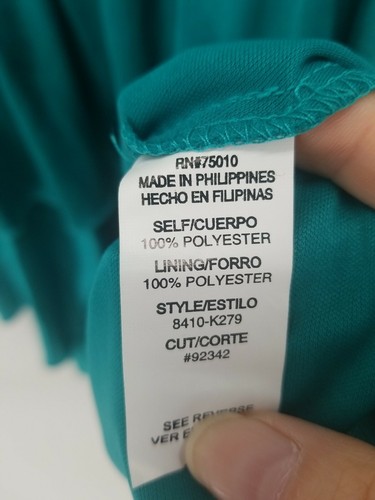 RN#75010
MADE IN PHILIPPINES
HECHO EN FILIPINAS
SELF/CUERPO
100% POLYESTER
LINING/FORRO
100% POLYESTER
STYLE/ESTILO
8410-K279
CUT/CORTE
#92342
SEE REVERSE
VER